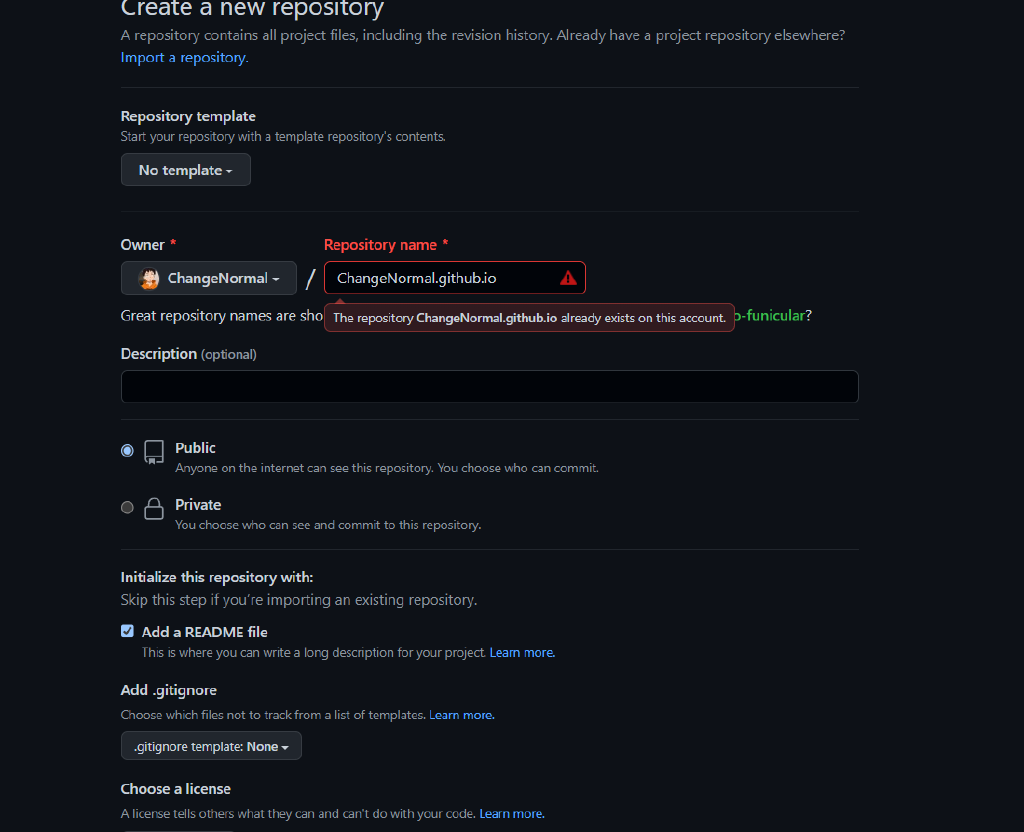 Create a new repository
A repository contains all project files, including the revision history. Already have a project repository elsewhere?
Import a repository.
Repository template
Start your repository with a template repository's contents.
No template
Owner * Repository name *
ChangeNormal / ChangeNormal.github.io
Great repository names are sho
The repository ChangeNormal.github.io already exists on this account.
o-funicular?
Description (optional)
Public
Anyone on the internet can see this repository. You choose who can commit.
Private
You choose who can see and commit to this repository.
Initialize this repository with:
Skip this step if you're importing an existing repository.
Add a README file
This is where you can write a long description for your project. Learn more.
Add .gitignore
Choose which files not to track from a list of templates. Learn more.
.gitignore template: None
Choose a license
A license tells others what they can and can't do with your code. Learn more.